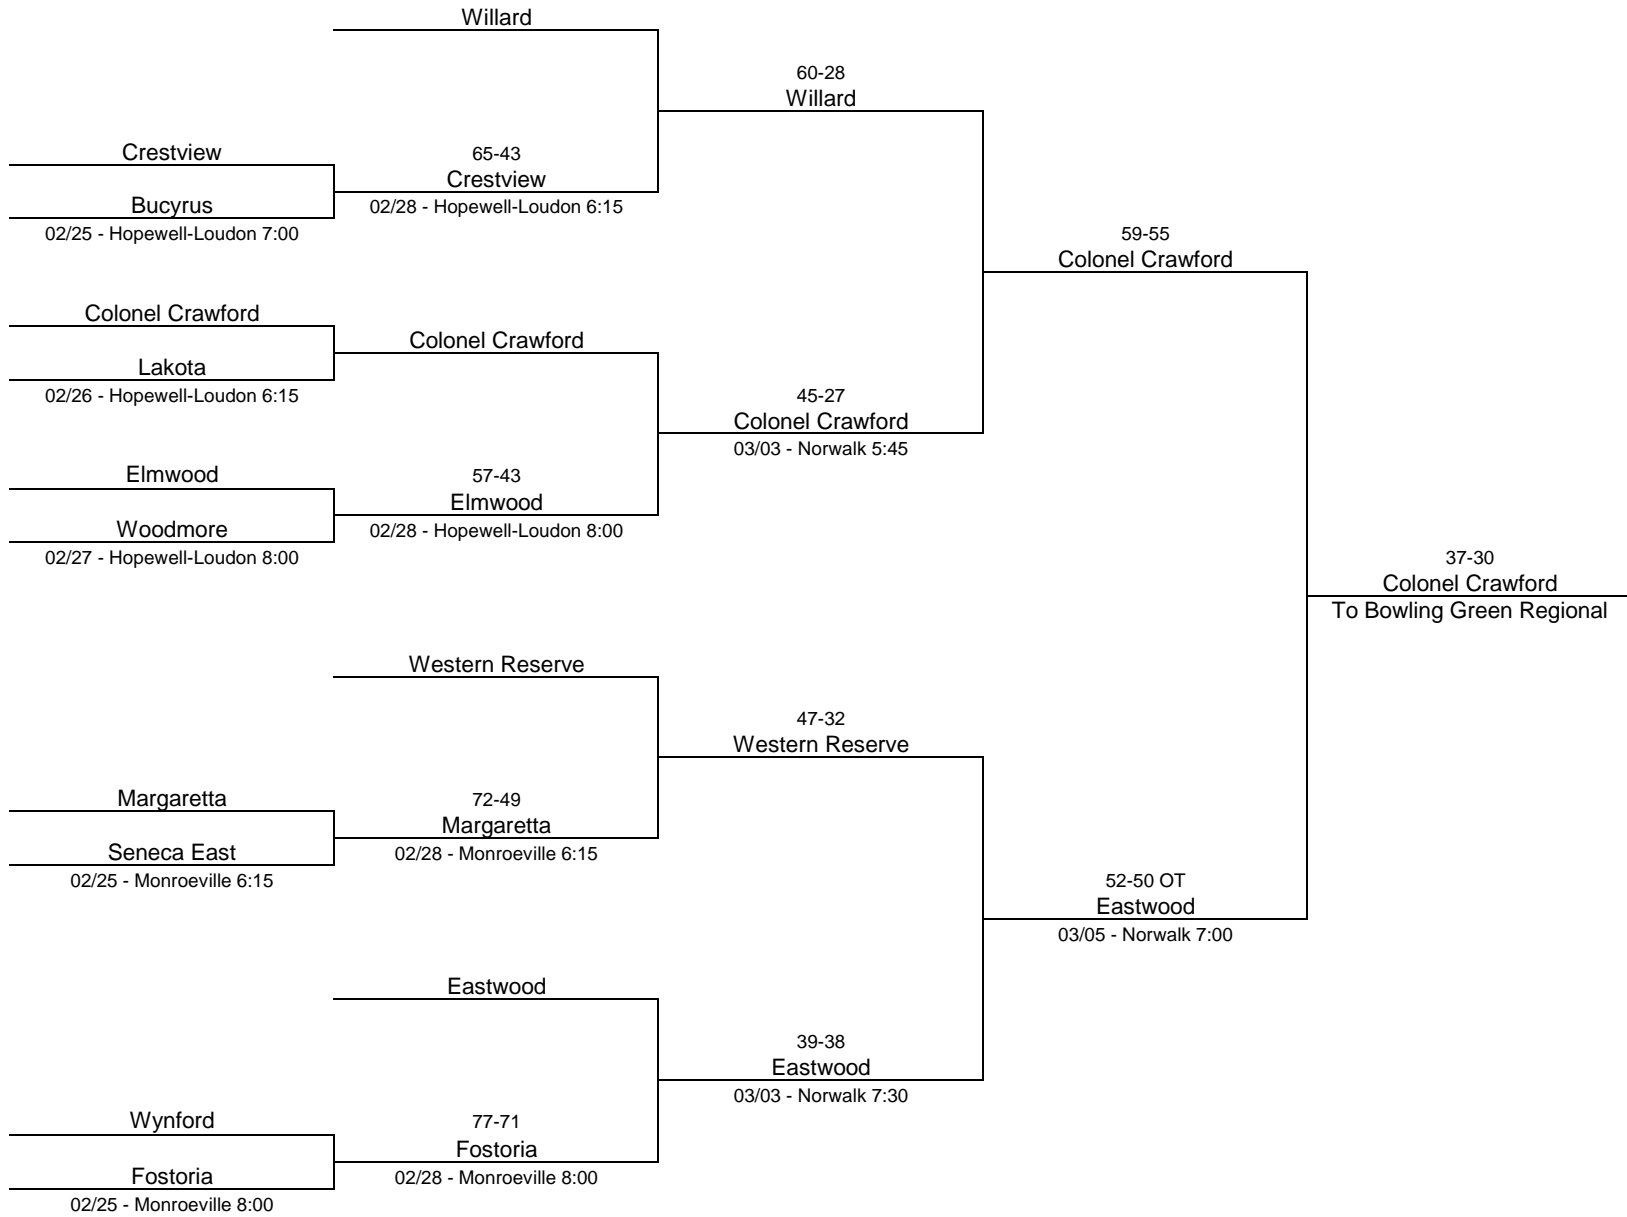 Willard
60-28
Willard
Crestview
65-43
Crestview
Bucyrus
02/28 - Hopewell-Loudon 6:15
02/25 - Hopewell-Loudon 7:00
59-55
Colonel Crawford
Colonel Crawford
Colonel Crawford
Lakota
02/26 - Hopewell-Loudon 6:15
45-27
Colonel Crawford
03/03 - Norwalk 5:45
Elmwood
57-43
Elmwood
Woodmore
02/28 - Hopewell-Loudon 8:00
02/27 - Hopewell-Loudon 8:00
37-30
Colonel Crawford
To Bowling Green Regional
Western Reserve
47-32
Western Reserve
Margaretta
72-49
Margaretta
Seneca East
02/28 - Monroeville 6:15
02/25 - Monroeville 6:15
52-50 OT
Eastwood
03/05 - Norwalk 7:00
Eastwood
39-38
Eastwood
03/03 - Norwalk 7:30
Wynford
77-71
Fostoria
Fostoria
02/28 - Monroeville 8:00
02/25 - Monroeville 8:00